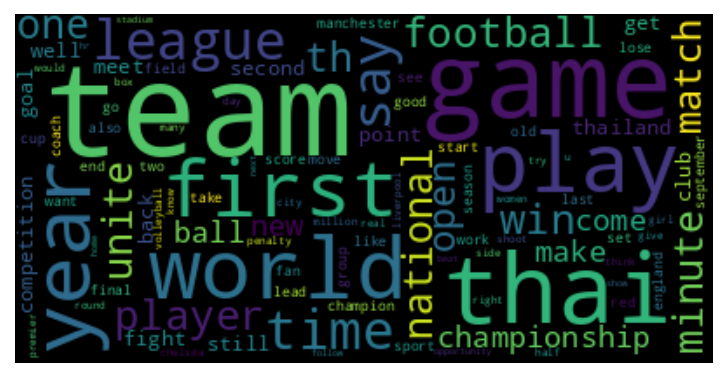 stadium hr
one
would
well
league
box
meet
field
second
th
manchester
say
football
get
see
lose
match
goal
cup
also
coach
go
team
day
many
good
point
game
thailand
end
two
year
unite
want
competition
first
score
move
next
back
volleyball
know
take
new
city
ball
million
real
penalty
liverpool
national
open
start
old
try
u
play
season
women
last
club
september
girl
win
come
work
shoot
set
give
make
side
think
minute
world
home
final
round
premier
player
fight
still
chelsea
fan
like
group
lead
champion
time
follow
sport
opportunity
half
beat
show
thai
right
red
england
championship